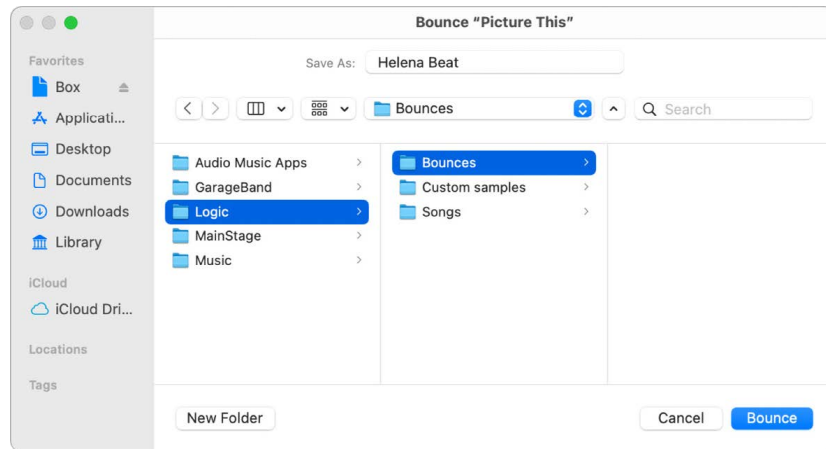 Bounce “Picture This”
Save As: Helena Beat
Bounces
Search
Favorites
Box
Applicati...
Desktop
Documents
Downloads
Library
iCloud
iCloud Dri...
Locations
Tags
Audio Music Apps
GarageBand
Logic
MainStage
Music
Bounces
Custom samples
Songs
New Folder
Cancel
Bounce